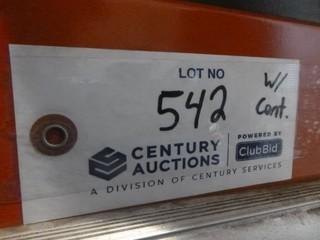 LOT NO
542
W/
Cont.
CENTURY
AUCTIONS
POWERED BY
ClubBid
A DIVISION OF CENTURY SERVICES